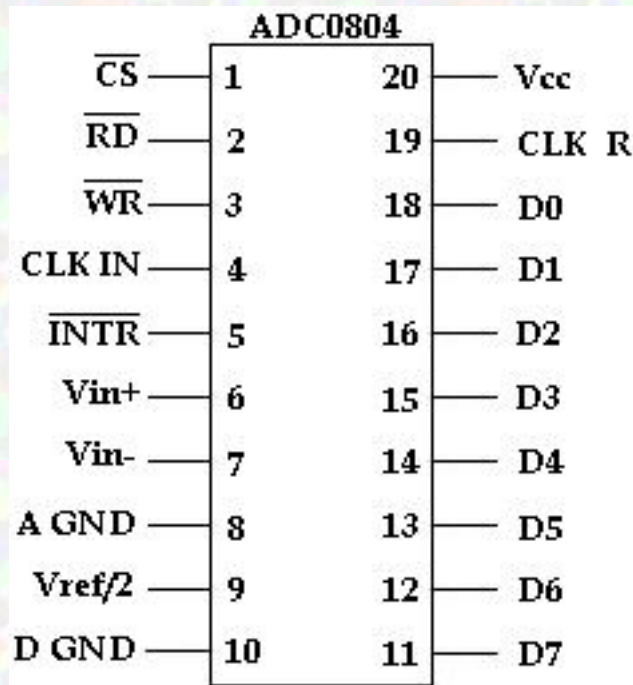 ADC0804
CS 1 20 Vcc
RD 2 19 CLK R
WR 3 18 D0
CLK IN 4 17 D1
INTR 5 16 D2
Vin+ 6 15 D3
Vin- 7 14 D4
A GND 8 13 D5
Vref/2 9 12 D6
D GND 10 11 D7